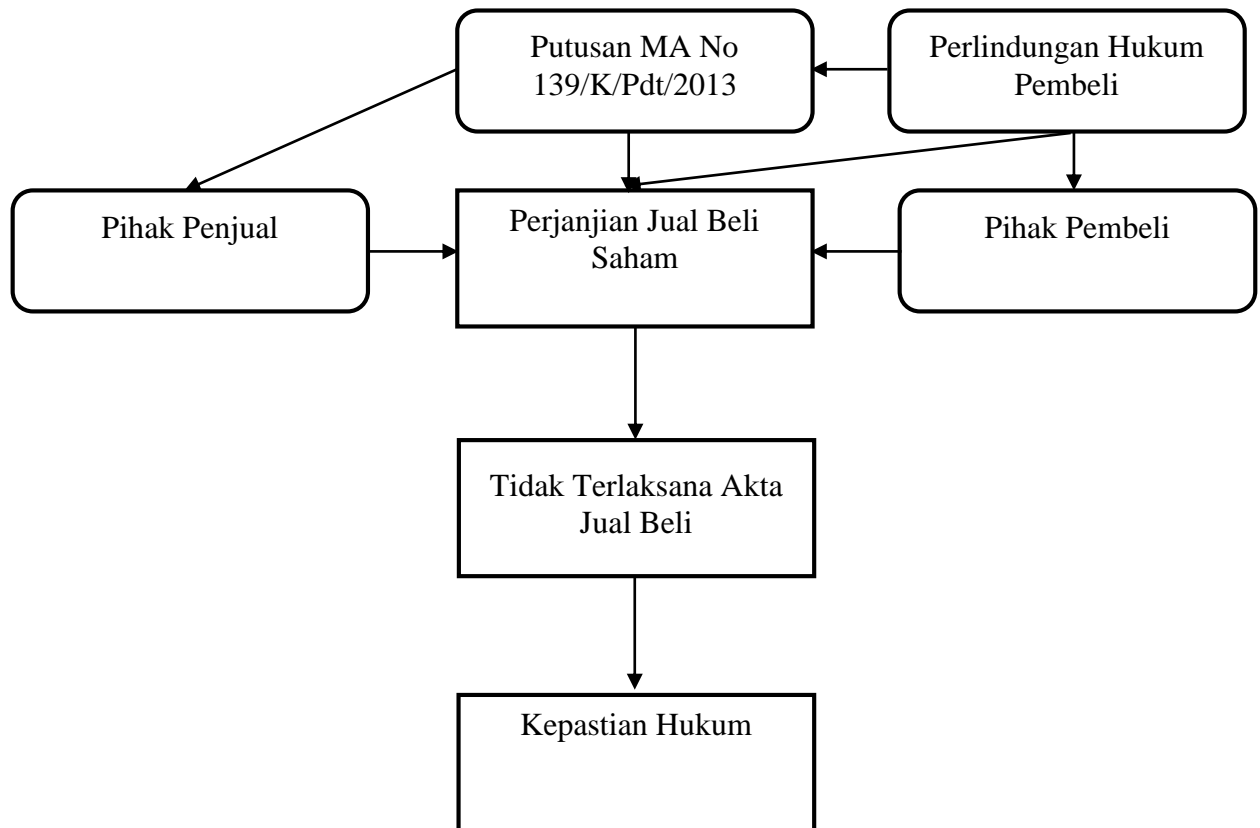 Putusan MA No
139/K/Pdt/2013
Perlindungan Hukum
Pembeli
Pihak Penjual
Perjanjian Jual Beli
Saham
Pihak Pembeli
Tidak Terlaksana Akta
Jual Beli
Kepastian Hukum